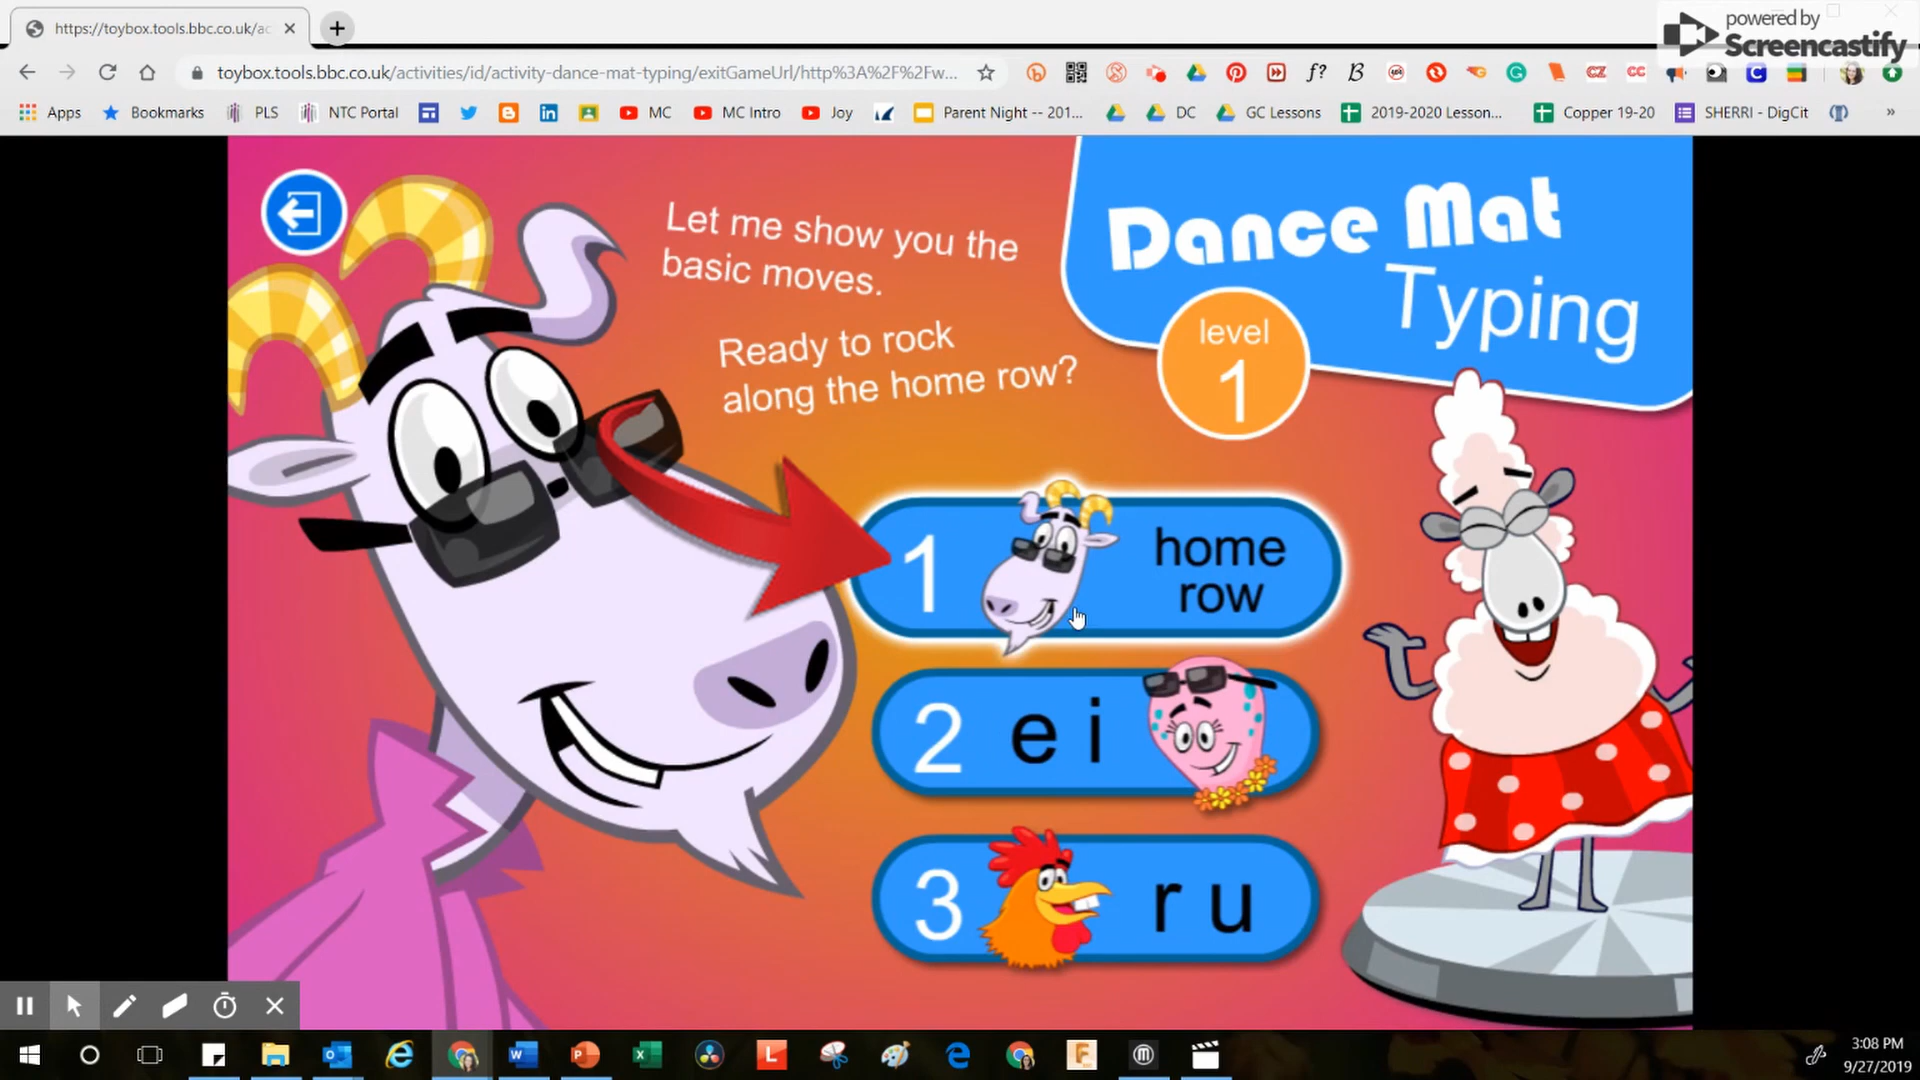 https://toybox.tools.bbc.co.uk/ac
powered by
Screencastify
toybox.tools.bbc.co.uk/activities/id/activity-dance-mat-typing/exitGameUrl/http%3A%2F%2Fw...
Apps Bookmarks PLS NTC Portal MC MC Intro Joy Parent Night -- 201... DC GC Lessons 2019-2020 Lesson... Copper 19-20 SHERRI - DigCit »
Let me show you the
basic moves.
Ready to rock
along the home row?
Dance Mat
Typing
level
1
1 home
row
2 e i
3 r u
3:08 PM
9/27/2019